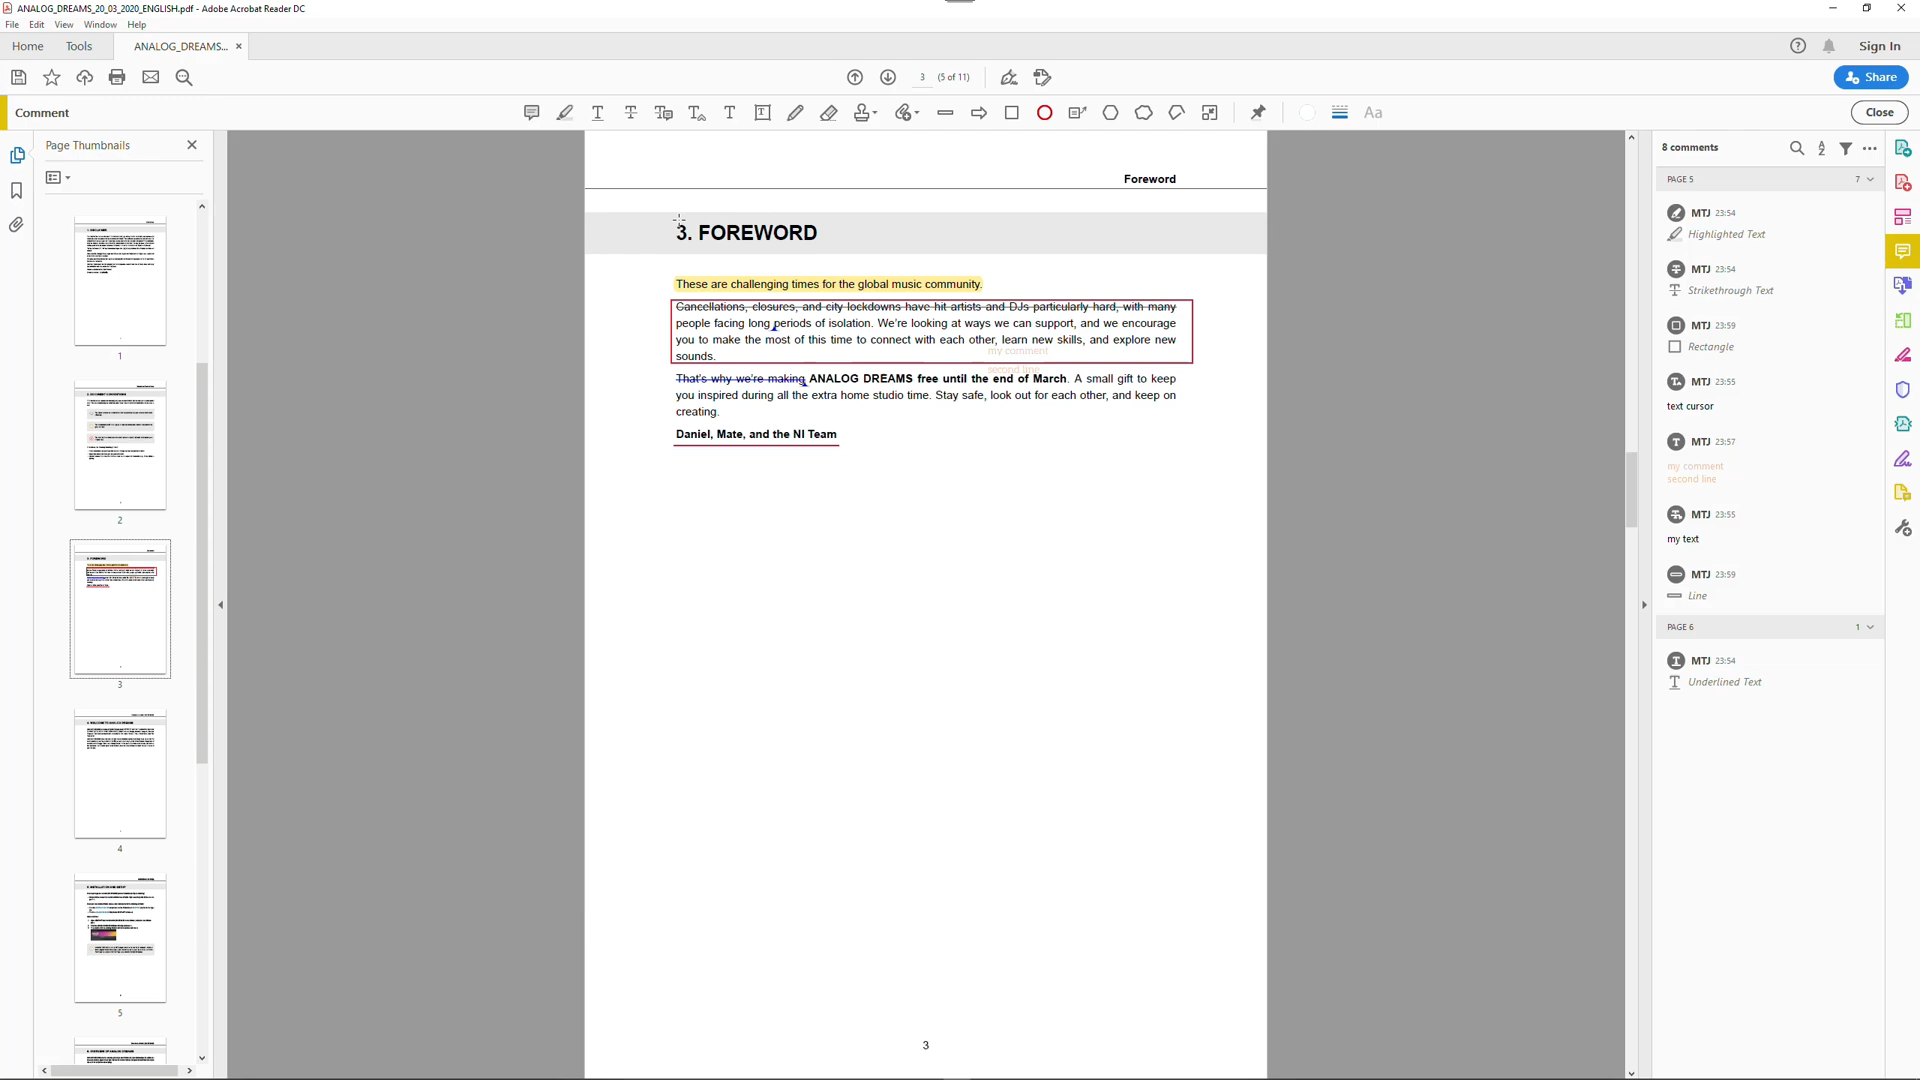 ANALOG_DREAMS_20_03_2020_ENGLISH.pdf - Adobe Acrobat Reader DC
File Edit View Window Help
Home Tools ANALOG_DREAMS... × Sign In
3 (5 of 11) Share
Comment Close
Page Thumbnails
1
2
3
4
5
Foreword
3. FOREWORD
These are challenging times for the global music community.
Cancellations, closures, and city lockdowns have hit artists and DJs particularly hard, with many
people facing long periods of isolation. We're looking at ways we can support, and we encourage
you to make the most of this time to connect with each other, learn new skills, and explore new
sounds.
my comment
second line
That's why we're making ANALOG DREAMS free until the end of March. A small gift to keep
you inspired during all the extra home studio time. Stay safe, look out for each other, and keep on
creating.
Daniel, Mate, and the NI Team
3
8 comments
PAGE 5 7
MTJ 23:54
Highlighted Text
MTJ 23:54
Strikethrough Text
MTJ 23:59
Rectangle
MTJ 23:55
text cursor
MTJ 23:57
my comment
second line
MTJ 23:55
my text
MTJ 23:59
Line
PAGE 6 1
MTJ 23:54
Underlined Text